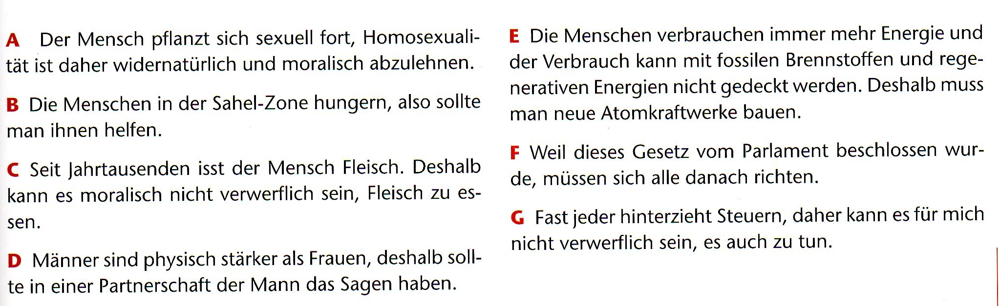 A Der Mensch pflanzt sich sexuell fort, Homosexuali-
tät ist daher widernatürlich und moralisch abzulehnen.
B Die Menschen in der Sahel-Zone hungern, also sollte
man ihnen helfen.
C Seit Jahrtausenden isst der Mensch Fleisch. Deshalb
kann es moralisch nicht verwerflich sein, Fleisch zu es-
sen.
D Männer sind physisch stärker als Frauen, deshalb soll-
te in einer Partnerschaft der Mann das Sagen haben.
E Die Menschen verbrauchen immer mehr Energie und
der Verbrauch kann mit fossilen Brennstoffen und rege-
nerativen Energien nicht gedeckt werden. Deshalb muss
man neue Atomkraftwerke bauen.
F Weil dieses Gesetz vom Parlament beschlossen wur-
de, müssen sich alle danach richten.
G Fast jeder hinterzieht Steuern, daher kann es für mich
nicht verwerflich sein, es auch zu tun.